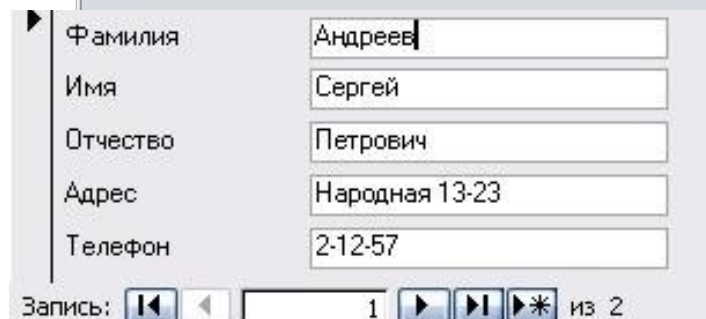 Фамилия Андреев
Имя Сергей
Отчество Петрович
Адрес Народная 13-23
Телефон 2-12-57
Запись: 1 из 2